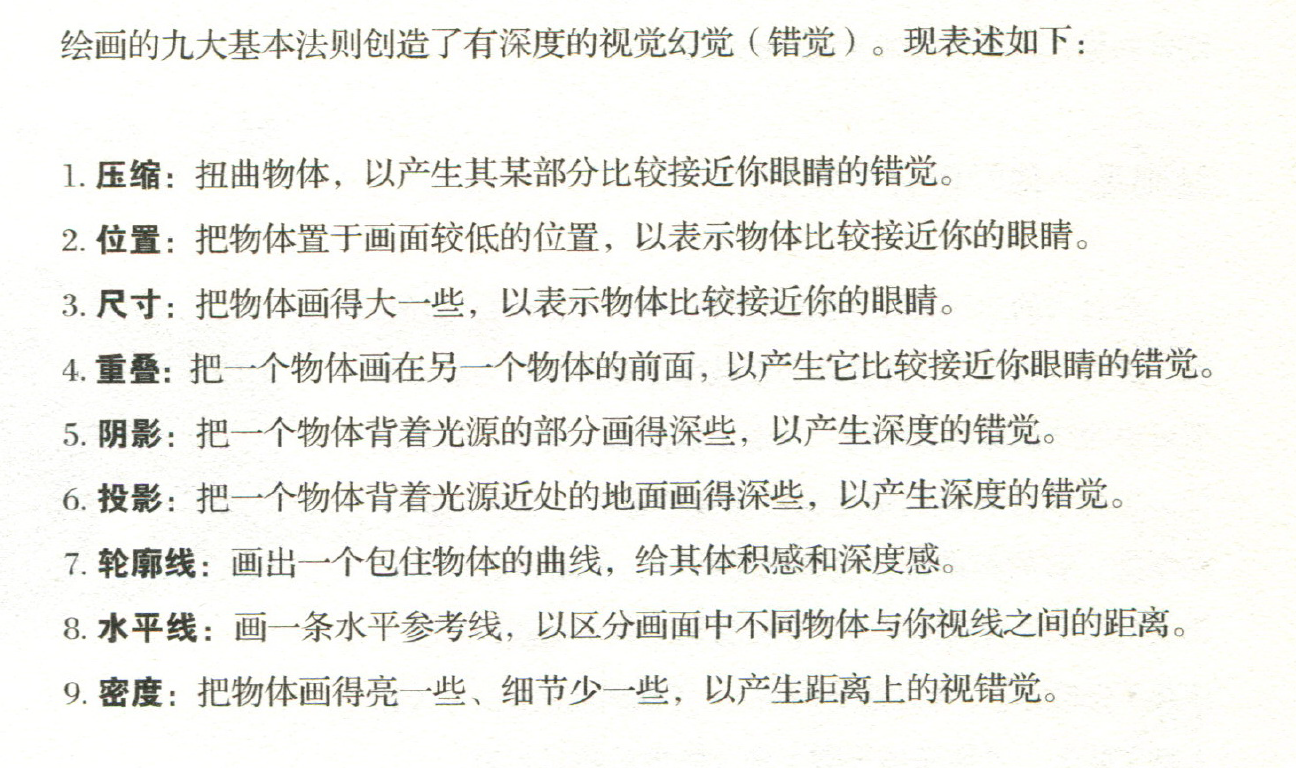 绘画的九大基本法则创造了有深度的视觉幻觉（错觉）。现表述如下：
1. 压缩：扭曲物体，以产生其某部分比较接近你眼睛的错觉。
2. 位置：把物体置于画面较低的位置，以表示物体比较接近你的眼睛。
3. 尺寸：把物体画得大一些，以表示物体比较接近你的眼睛。
4. 重叠：把一个物体画在另一个物体的前面，以产生它比较接近你眼睛的错觉。
5. 阴影：把一个物体背着光源的部分画得深些，以产生深度的错觉。
6. 投影：把一个物体背着光源近处的地面画得深些，以产生深度的错觉。
7. 轮廓线：画出一个包住物体的曲线，给其体积感和深度感。
8. 水平线：画一条水平参考线，以区分画面中不同物体与你视线之间的距离。
9. 密度：把物体画得亮一些、细节少一些，以产生距离上的视错觉。